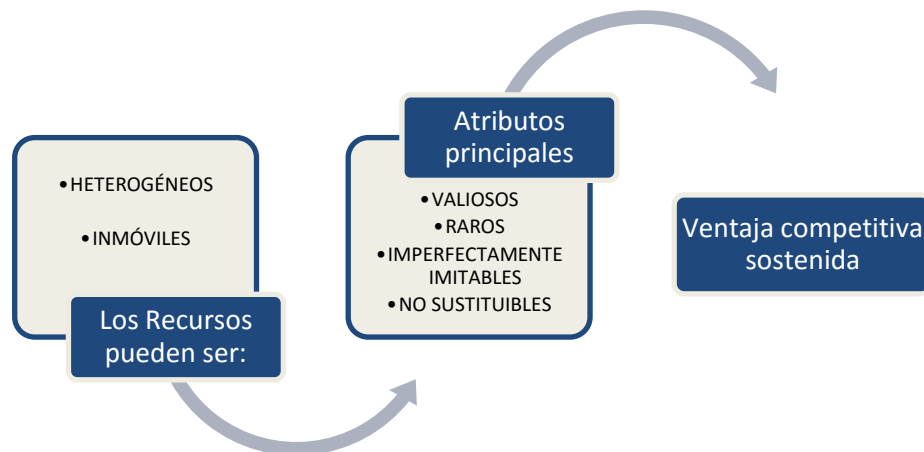 •HETEROGÉNEOS
•INMÓVILES
Los Recursos
pueden ser:
Atributos
principales
•VALIOSOS
•RAROS
•IMPERFECTAMENTE
IMITABLES
•NO SUSTITUIBLES
Ventaja competitiva
sostenida